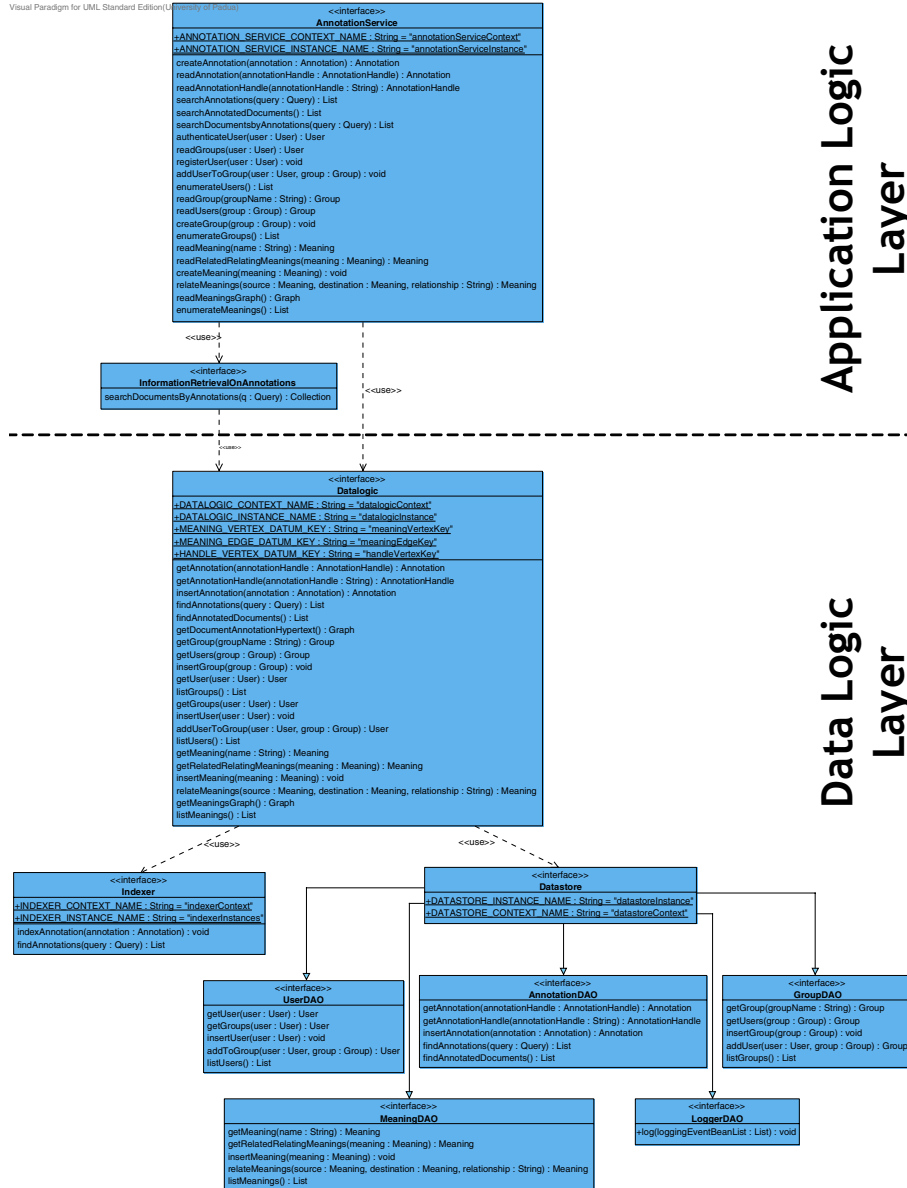 Visual Paradigm for UML Standard Edition(University of Padua)
<<interface>>
AnnotationService
+ANNOTATION_SERVICE_CONTEXT_NAME : String = "annotationServiceContext"
+ANNOTATION_SERVICE_INSTANCE_NAME : String = "annotationServiceInstance"
createAnnotation(annotation : Annotation) : Annotation
readAnnotation(annotationHandle : AnnotationHandle) : Annotation
readAnnotationHandle(annotationHandle : String) : AnnotationHandle
searchAnnotations(query : Query) : List
searchAnnotatedDocuments() : List
searchDocumentsbyAnnotations(query : Query) : List
authenticateUser(user : User) : User
readGroups(user : User) : User
registerUser(user : User) : void
addUserToGroup(user : User, group : Group) : void
enumerateUsers() : List
readGroup(groupName : String) : Group
readUsers(group : Group) : Group
createGroup(group : Group) : void
enumerateGroups() : List
readMeaning(name : String) : Meaning
readRelatedRelatingMeanings(meaning : Meaning) : Meaning
createMeaning(meaning : Meaning) : void
relateMeanings(source : Meaning, destination : Meaning, relationship : String) : Meaning
readMeaningsGraph() : Graph
enumerateMeanings() : List
Application Logic
Layer
<<use>>
<<interface>>
InformationRetrievalOnAnnotations
searchDocumentsByAnnotations(q : Query) : Collection
<<use>>
<<use>>
<<interface>>
Datalogic
+DATALOGIC_CONTEXT_NAME : String = "datalogicContext"
+DATALOGIC_INSTANCE_NAME : String = "datalogicInstance"
+MEANING_VERTEX_DATUM_KEY : String = "meaningVertexKey"
+MEANING_EDGE_DATUM_KEY : String = "meaningEdgeKey"
+HANDLE_VERTEX_DATUM_KEY : String = "handleVertexKey"
getAnnotation(annotationHandle : AnnotationHandle) : Annotation
getAnnotationHandle(annotationHandle : String) : AnnotationHandle
insertAnnotation(annotation : Annotation) : Annotation
findAnnotations(query : Query) : List
findAnnotatedDocuments() : List
getDocumentAnnotationHypertext() : Graph
getGroup(groupName : String) : Group
getUsers(group : Group) : Group
insertGroup(group : Group) : void
getUser(user : User) : User
listGroups() : List
getGroups(user : User) : User
insertUser(user : User) : void
addUserToGroup(user : User, group : Group) : User
listUsers() : List
getMeaning(name : String) : Meaning
getRelatedRelatingMeanings(meaning : Meaning) : Meaning
insertMeaning(meaning : Meaning) : void
relateMeanings(source : Meaning, destination : Meaning, relationship : String) : Meaning
getMeaningsGraph() : Graph
listMeanings() : List
Data Logic
Layer
<<use>>
<<use>>
<<interface>>
Indexer
+INDEXER_CONTEXT_NAME : String = "indexerContext"
+INDEXER_INSTANCE_NAME : String = "indexerInstances"
indexAnnotation(annotation : Annotation) : void
findAnnotations(query : Query) : List
<<interface>>
Datastore
+DATASTORE_INSTANCE_NAME : String = "datastoreInstance"
+DATASTORE_CONTEXT_NAME : String = "datastoreContext"
<<interface>>
UserDAO
getUser(user : User) : User
getGroups(user : User) : User
insertUser(user : User) : void
addToGroup(user : User, group : Group) : User
listUsers() : List
<<interface>>
AnnotationDAO
getAnnotation(annotationHandle : AnnotationHandle) : Annotation
getAnnotationHandle(annotationHandle : String) : AnnotationHandle
insertAnnotation(annotation : Annotation) : Annotation
findAnnotations(query : Query) : List
findAnnotatedDocuments() : List
<<interface>>
GroupDAO
getGroup(groupName : String) : Group
getUsers(group : Group) : Group
insertGroup(group : Group) : void
addUser(user : User, group : Group) : Group
listGroups() : List
<<interface>>
MeaningDAO
getMeaning(name : String) : Meaning
getRelatedRelatingMeanings(meaning : Meaning) : Meaning
insertMeaning(meaning : Meaning) : void
relateMeanings(source : Meaning, destination : Meaning, relationship : String) : Meaning
listMeanings() : List
<<interface>>
LoggerDAO
+log(loggingEventBeanList : List) : void